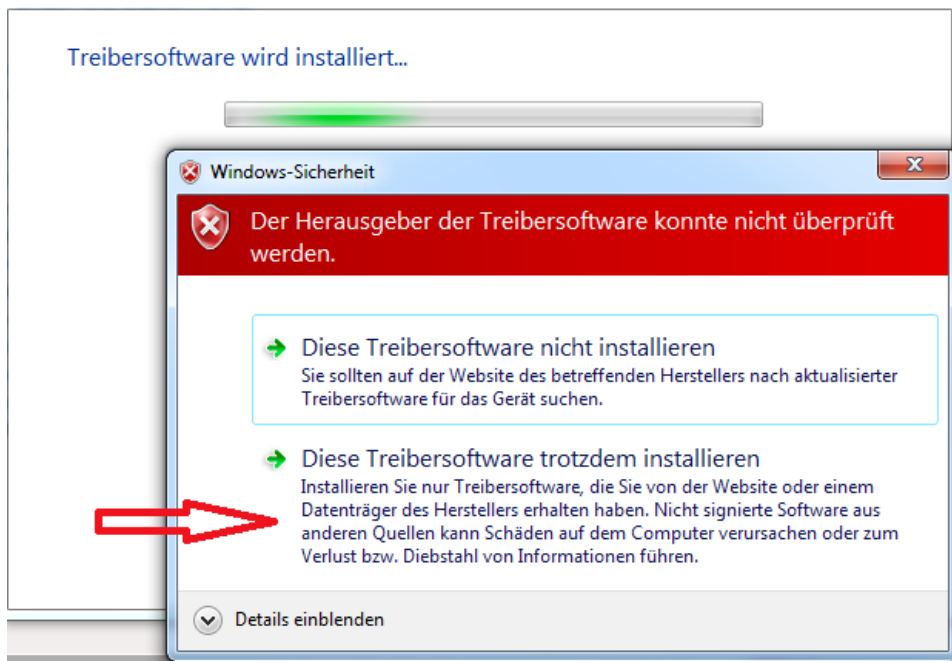 Treibersoftware wird installiert...
Windows-Sicherheit
Der Herausgeber der Treibersoftware konnte nicht überprüft
werden.
Diese Treibersoftware nicht installieren
Sie sollten auf der Website des betreffenden Herstellers nach aktualisierter
Treibersoftware für das Gerät suchen.
Diese Treibersoftware trotzdem installieren
Installieren Sie nur Treibersoftware, die Sie von der Website oder einem
Datenträger des Herstellers erhalten haben. Nicht signierte Software aus
anderen Quellen kann Schäden auf dem Computer verursachen oder zum
Verlust bzw. Diebstahl von Informationen führen.
Details einblenden